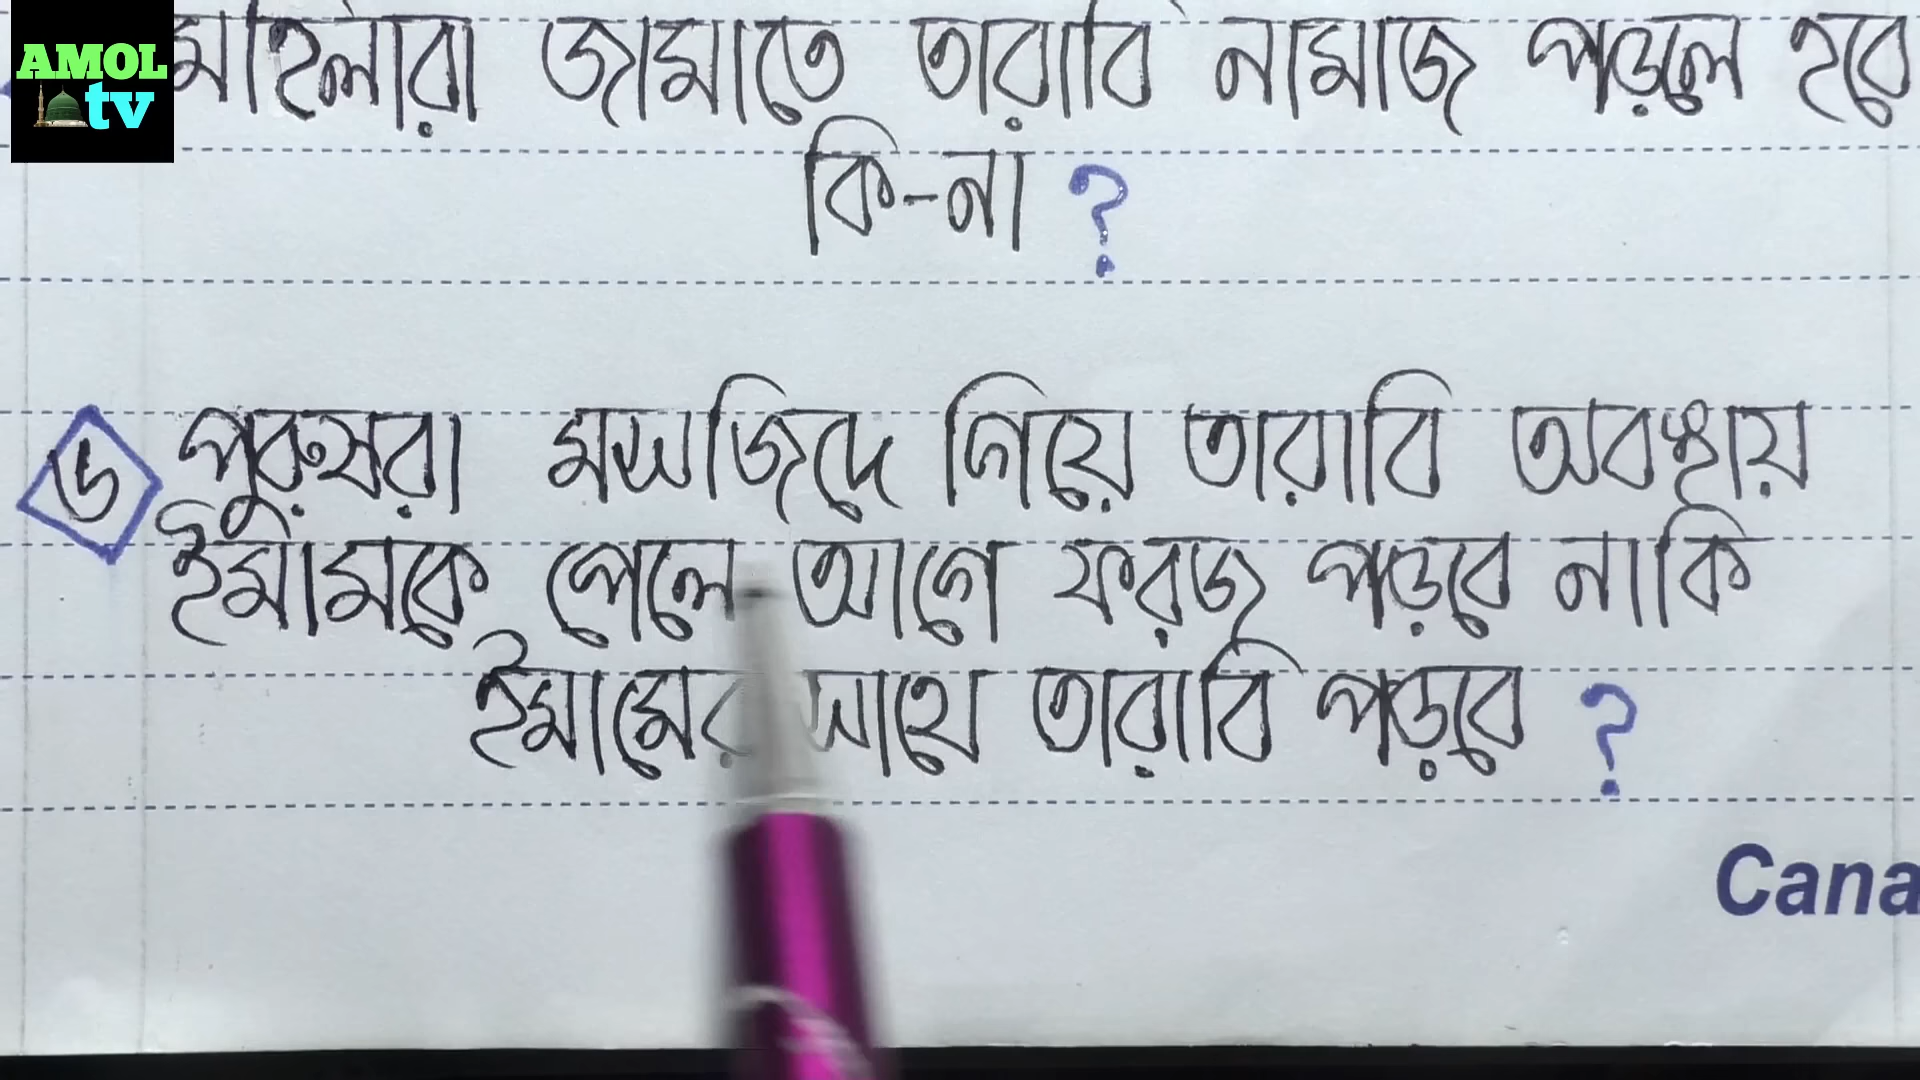 AMOL
tv
মহিলারা জামাতে তারাবি নামাজ পড়লে হবে
কি-না ?
৬ পুরুষরা মসজিদে গিয়ে তারাবি অবস্থায়
ইমামকে পেলে আগে ফরজ পড়বে নাকি
ইমামের সাথে তারাবি পড়বে ?
Cana